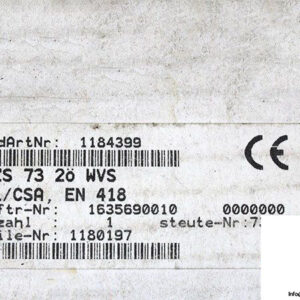 dArtNr: 1184399
ZS 73 2ö WVS
/CSA, EN 418
ftr-Nr: 1635690010 0000000
zahl : 1 steute-Nr:7
ile-Nr: 1180197
CE